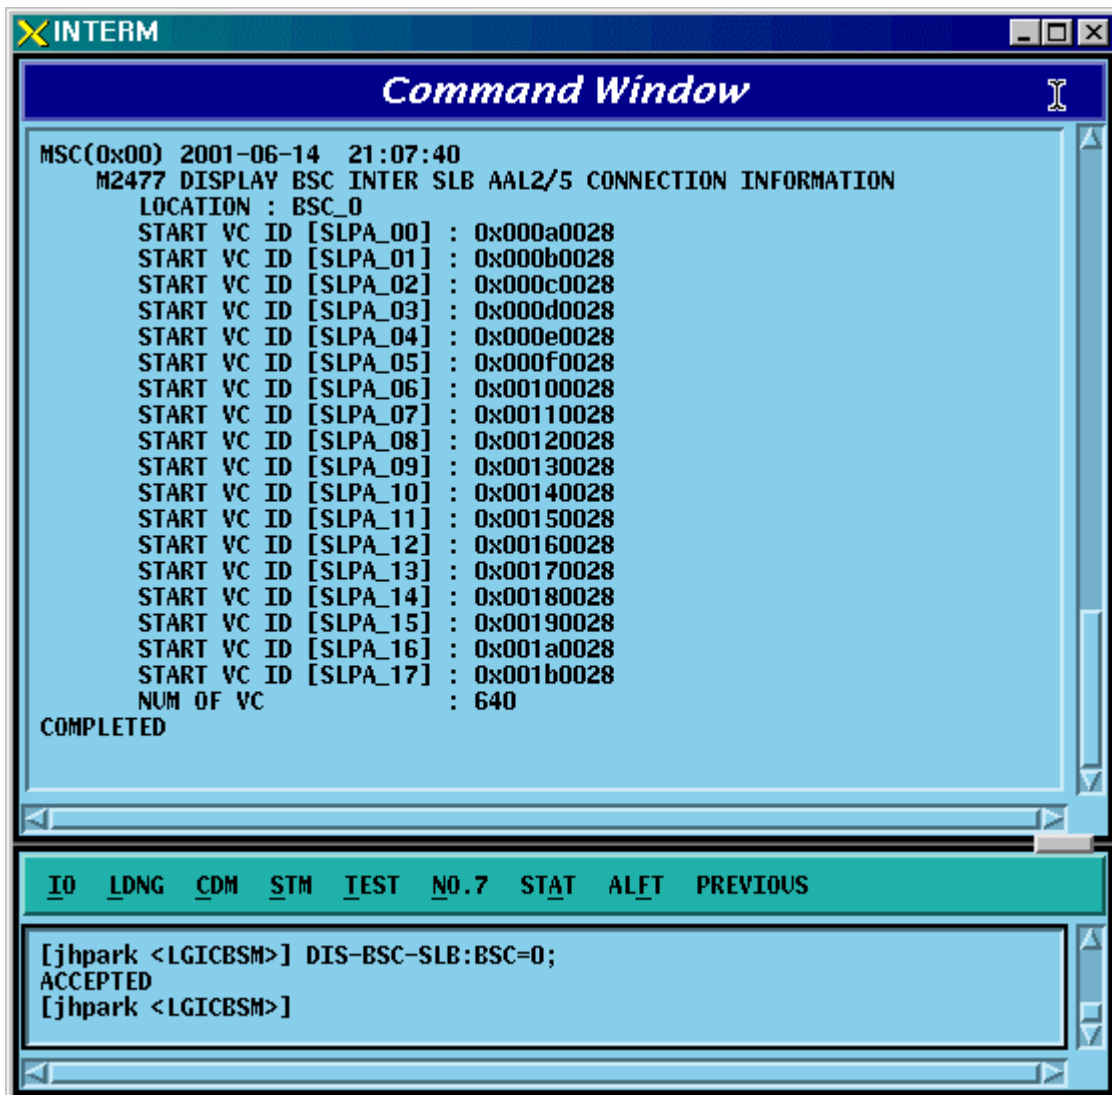 INTERM
Command Window
MSC(0x00) 2001-06-14 21:07:40
M2477 DISPLAY BSC INTER SLB AAL2/5 CONNECTION INFORMATION
LOCATION : BSC_0
START VC ID [SLPA_00] : 0x000a0028
START VC ID [SLPA_01] : 0x000b0028
START VC ID [SLPA_02] : 0x000c0028
START VC ID [SLPA_03] : 0x000d0028
START VC ID [SLPA_04] : 0x000e0028
START VC ID [SLPA_05] : 0x000f0028
START VC ID [SLPA_06] : 0x00100028
START VC ID [SLPA_07] : 0x00110028
START VC ID [SLPA_08] : 0x00120028
START VC ID [SLPA_09] : 0x00130028
START VC ID [SLPA_10] : 0x00140028
START VC ID [SLPA_11] : 0x00150028
START VC ID [SLPA_12] : 0x00160028
START VC ID [SLPA_13] : 0x00170028
START VC ID [SLPA_14] : 0x00180028
START VC ID [SLPA_15] : 0x00190028
START VC ID [SLPA_16] : 0x001a0028
START VC ID [SLPA_17] : 0x001b0028
NUM OF VC : 640
COMPLETED
IO LDNG CDM STM TEST NO.7 STAT ALFT PREVIOUS
[jhpark <LGICBSM>] DIS-BSC-SLB:BSC=0;
ACCEPTED
[jhpark <LGICBSM>]